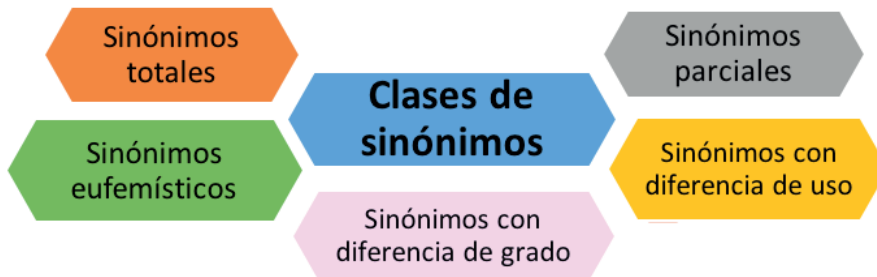 Sinónimos
totales
Sinónimos
parciales
Clases de
sinónimos
Sinónimos
eufemísticos
Sinónimos con
diferencia de uso
Sinónimos con
diferencia de grado